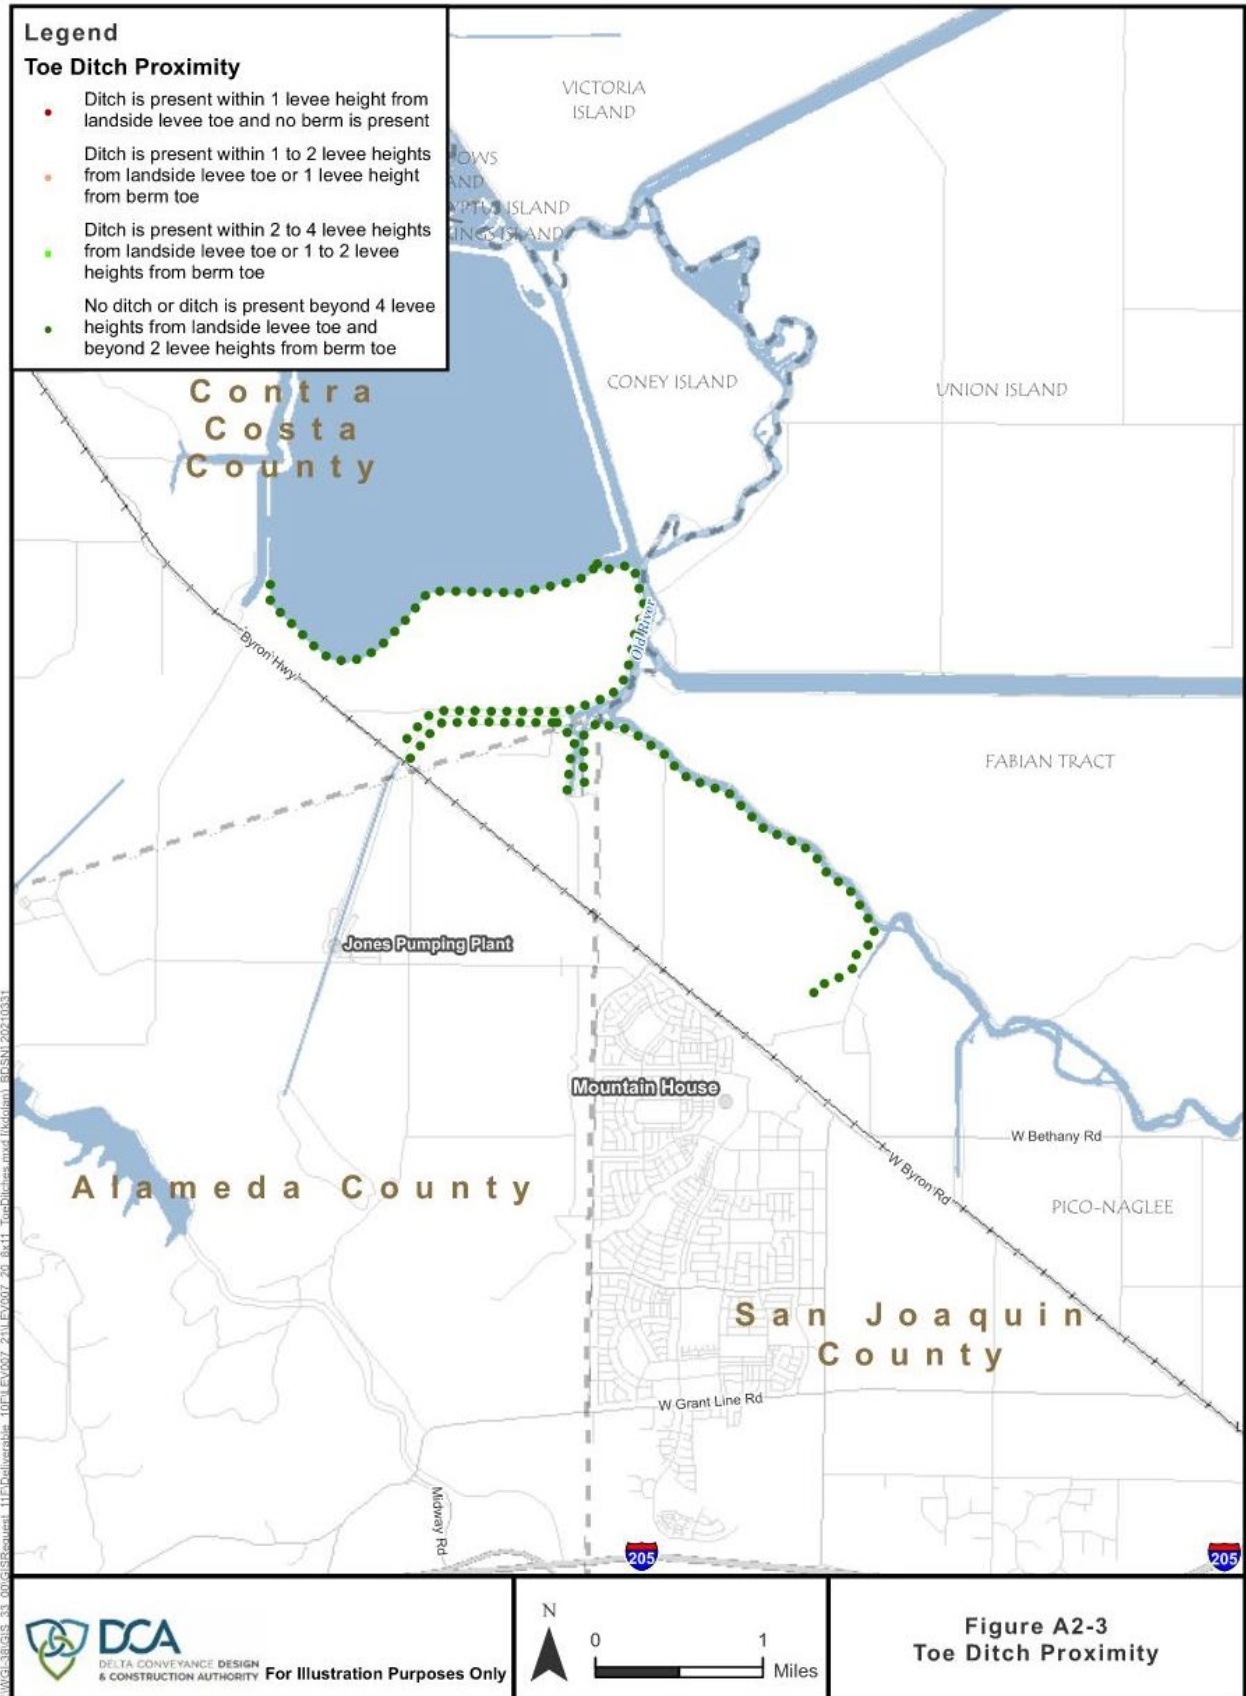 Legend
Toe Ditch Proximity
Ditch is present within 1 levee height from
landside levee toe and no berm is present
Ditch is present within 1 to 2 levee heights
from landside levee toe or 1 levee height
from berm toe
Ditch is present within 2 to 4 levee heights
from landside levee toe or 1 to 2 levee
heights from berm toe
No ditch or ditch is present beyond 4 levee
heights from landside levee toe and
beyond 2 levee heights from berm toe
VICTORIA
ISLAND
OWS
AND
YPTUS ISLAND
INGS ISLAND
CONEY ISLAND
UNION ISLAND
Contra
Costa
County
Byron Hwy
Old River
FABIAN TRACT
Jones Pumping Plant
Mountain House
W Bethany Rd
W Byron Rd
PICO-NAGLEE
Alameda County
San Joaquin
County
W Grant Line Rd
Midway Rd
205
205
DCA
DELTA CONVEYANCE DESIGN
& CONSTRUCTION AUTHORITY
For Illustration Purposes Only
N
0 1
Miles
Figure A2-3
Toe Ditch Proximity